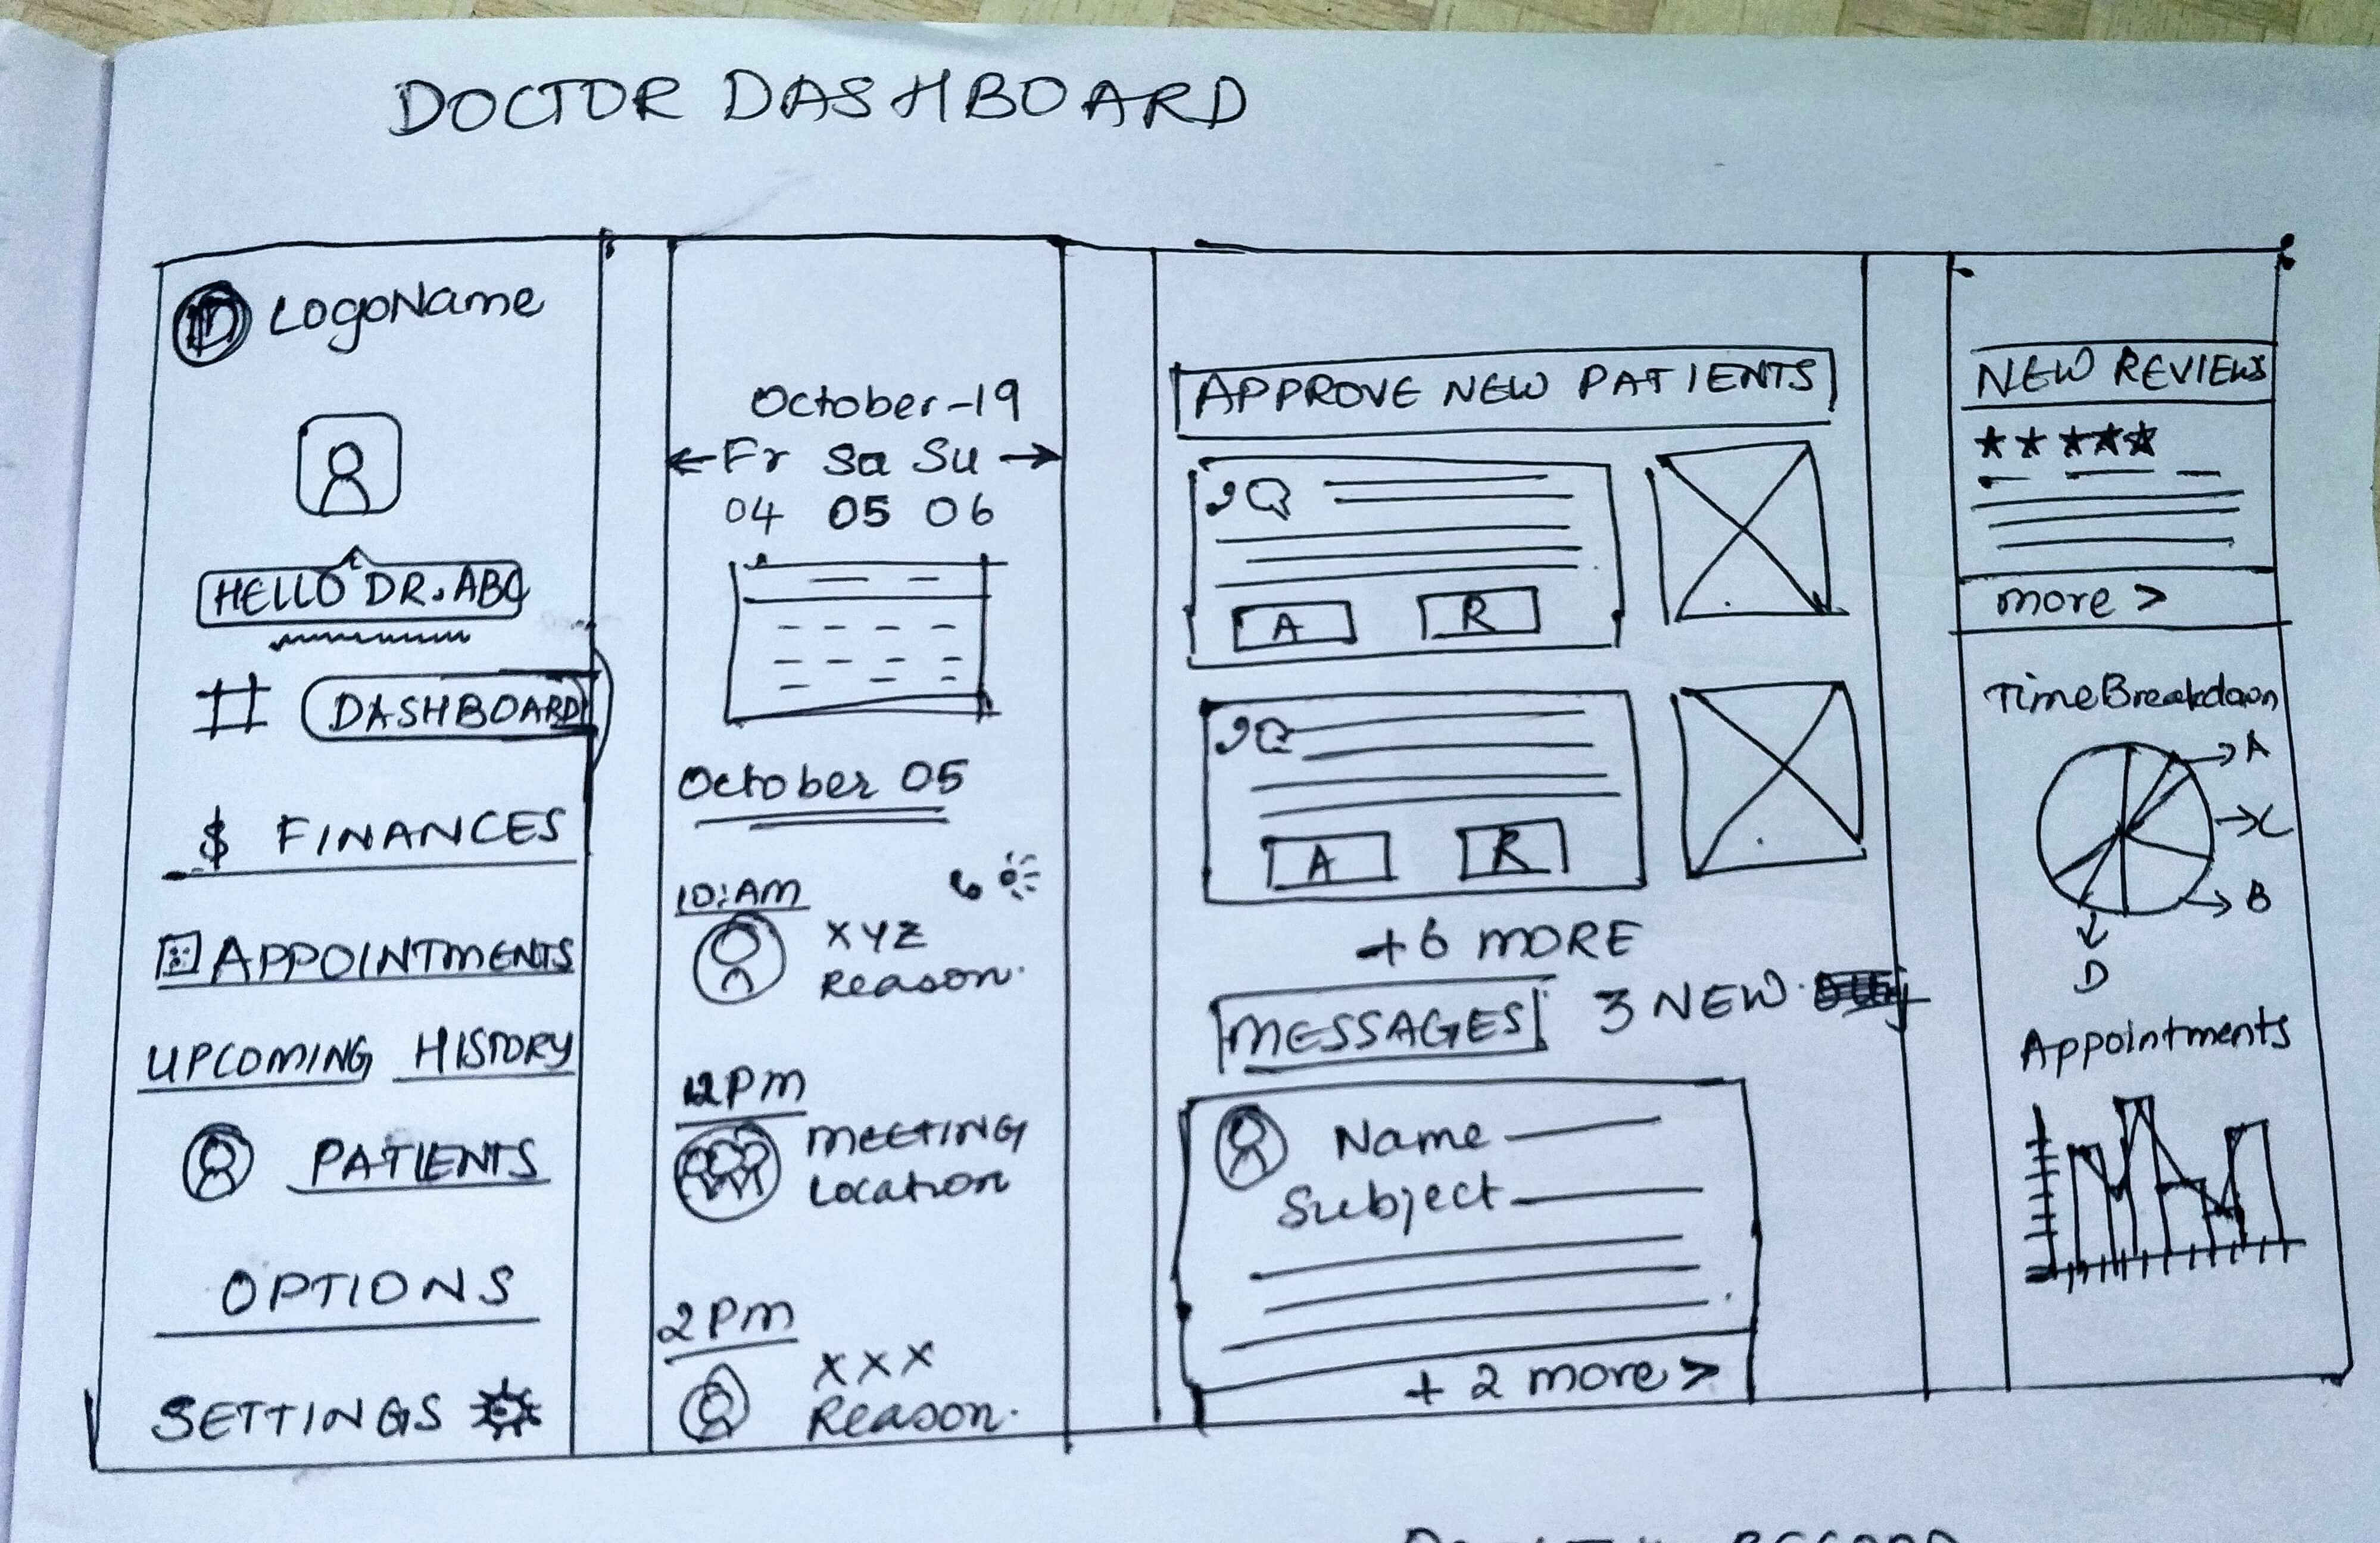 DOCTOR DASHBOARD
LogoName
HELLO DR. ABC
DASHBOARD
$ FINANCES
APPOINTMENTS
UPCOMING HISTORY
PATIENTS
OPTIONS
SETTINGS
October-19
Fr Sa Su
04 05 06
October 05
10:AM
XYZ
Reason.
12PM
MEETING
Location
2PM
XXX
Reason.
APPROVE NEW PATIENTS
A R
A R
+6 MORE
MESSAGES 3 NEW.
Name
Subject
+ 2 more >
NEW REVIEWS
more >
TimeBreakdown
A
C
B
D
Appointments
RECORD